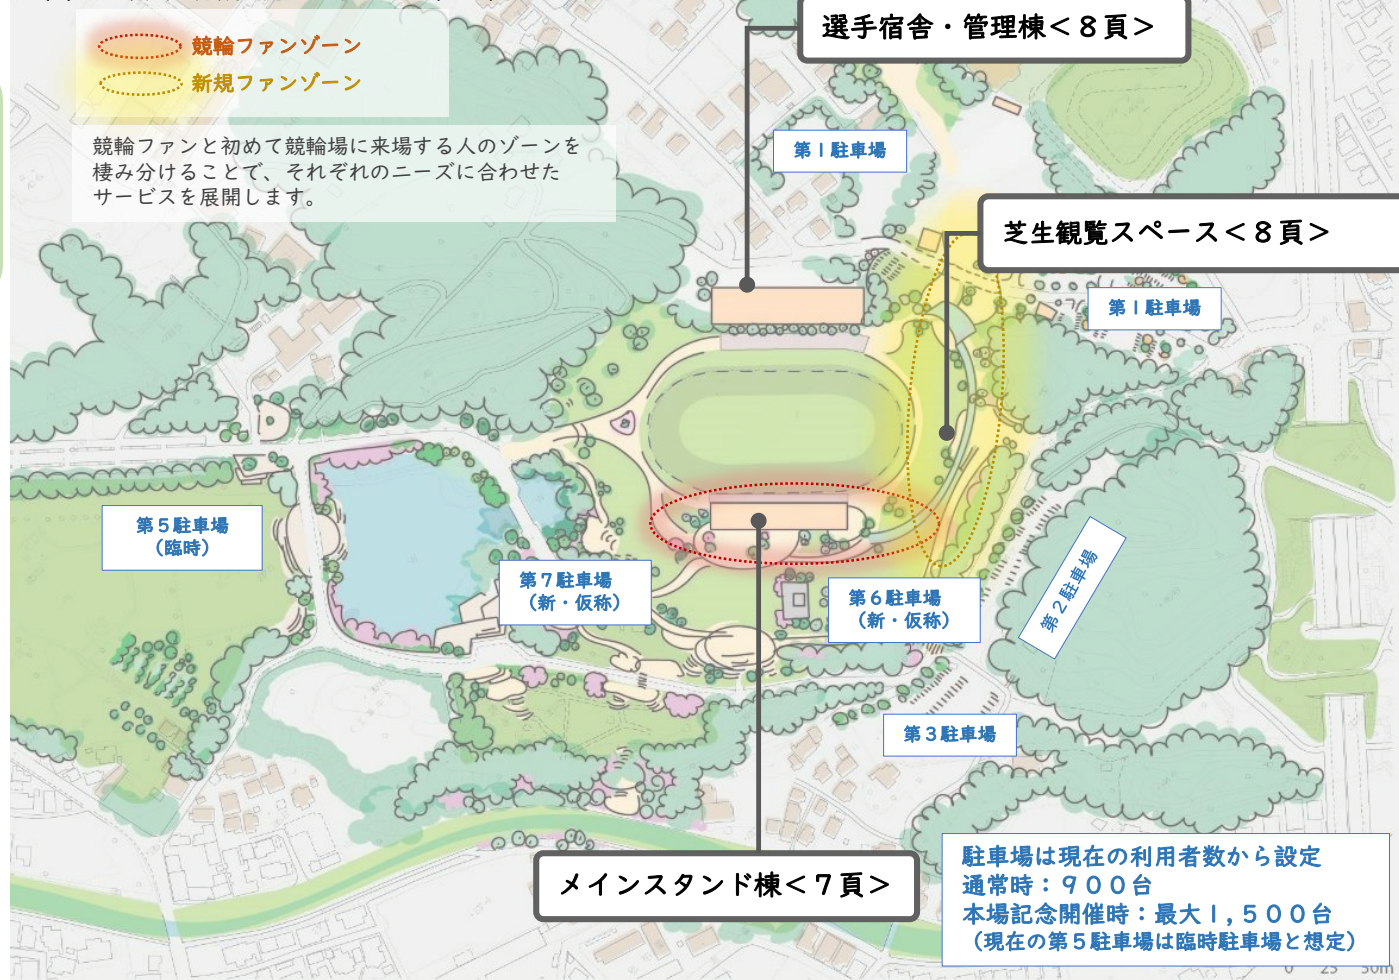 選手宿舎・管理棟＜８頁＞
競輪ファンゾーン
新規ファンゾーン
競輪ファンと初めて競輪場に来場する人のゾーンを
棲み分けることで、それぞれのニーズに合わせた
サービスを展開します。
第１駐車場
芝生観覧スペース＜８頁＞
第１駐車場
第５駐車場
（臨時）
第７駐車場
（新・仮称）
第６駐車場
（新・仮称）
第２駐車場
第３駐車場
メインスタンド棟＜７頁＞
駐車場は現在の利用者数から設定
通常時：９００台
本場記念開催時：最大１,５００台
（現在の第５駐車場は臨時駐車場と想定）
0 25 50m